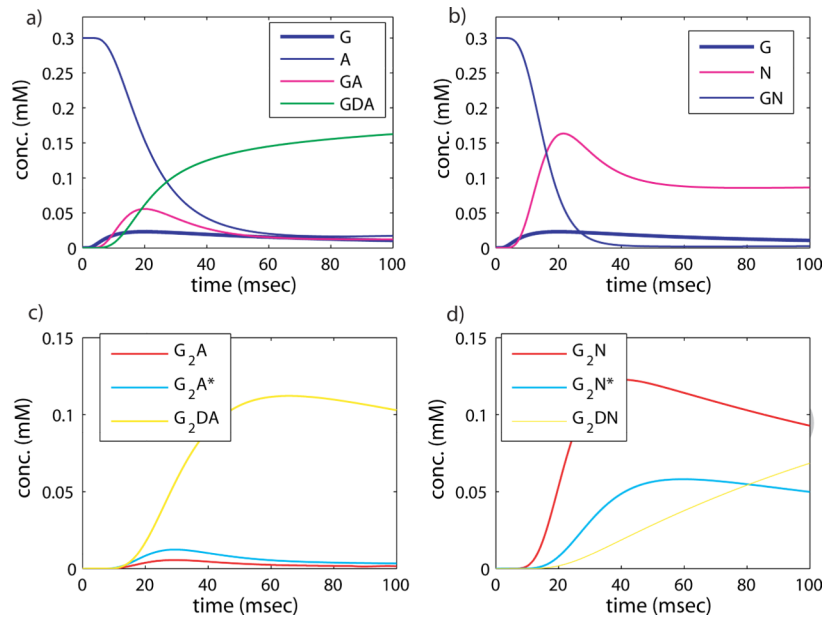 a)
G
A
GA
GDA
conc. (mM)
0.3
0.25
0.2
0.15
0.1
0.05
0
0 20 40 60 80 100
time (msec)
b)
G
N
GN
conc. (mM)
0.3
0.25
0.2
0.15
0.1
0.05
0
0 20 40 60 80 100
time (msec)
c)
G₂A
G₂A*
G₂DA
conc. (mM)
0.15
0.1
0.05
0
0 20 40 60 80 100
time (msec)
d)
G₂N
G₂N*
G₂DN
conc. (mM)
0.15
0.1
0.05
0
0 20 40 60 80 100
time (msec)